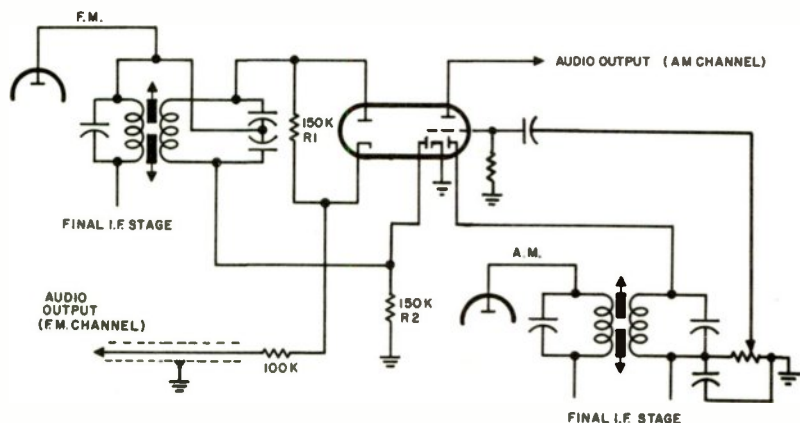 F.M.
AUDIO OUTPUT (AM CHANNEL)
150K
R1
FINAL I.F. STAGE
A.M.
AUDIO
OUTPUT
(F.M. CHANNEL)
150K
R2
100K
FINAL I.F. STAGE